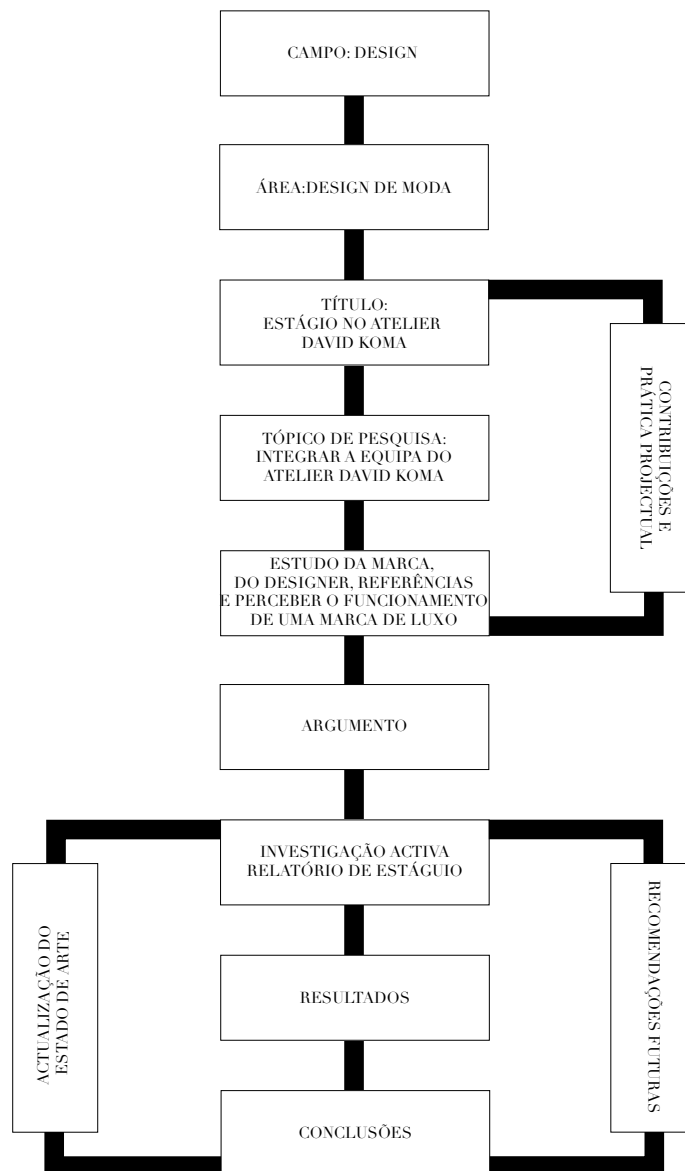 CAMPO: DESIGN
ÁREA:DESIGN DE MODA
TÍTULO:
ESTÁGIO NO ATELIER
DAVID KOMA
CONTRIBUIÇÕES E
PRÁTICA PROJECTUAL
TÓPICO DE PESQUISA:
INTEGRAR A EQUIPA DO
ATELIER DAVID KOMA
ESTUDO DA MARCA,
DO DESIGNER, REFERÊNCIAS
E PERCEBER O FUNCIONAMENTO
DE UMA MARCA DE LUXO
ARGUMENTO
INVESTIGAÇÃO ACTIVA
RELATÓRIO DE ESTÁGUIO
ACTUALIZAÇÃO DO
ESTADO DE ARTE
RECOMENDAÇÕES FUTURAS
RESULTADOS
CONCLUSÕES